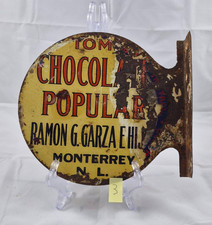 TOM
CHOCOLA
POPULAR
RAMON G. GARZA E HI
MONTERREY
N. L.
3